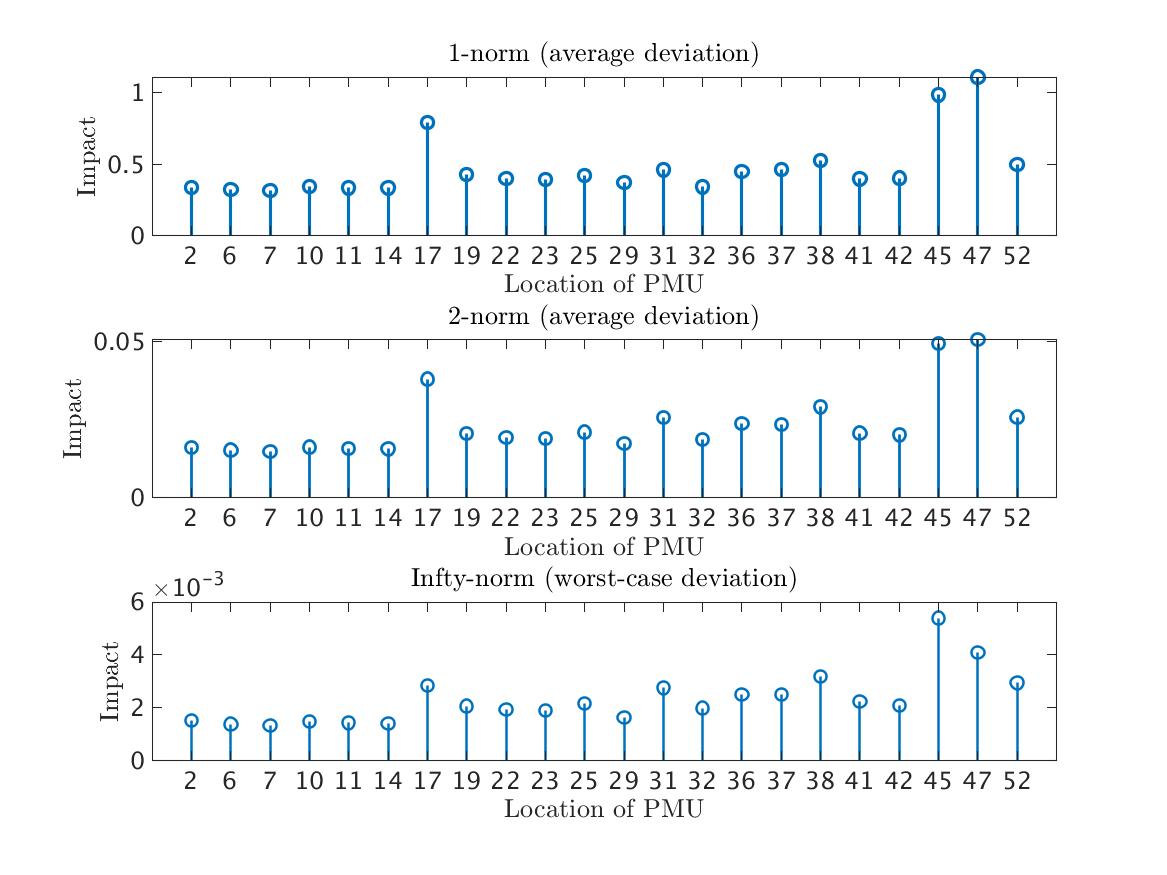 1-norm (average deviation)
1
0.5
0
Impact
2 6 7 10 11 14 17 19 22 23 25 29 31 32 36 37 38 41 42 45 47 52
Location of PMU
2-norm (average deviation)
0.05
0
Impact
2 6 7 10 11 14 17 19 22 23 25 29 31 32 36 37 38 41 42 45 47 52
Location of PMU
Infty-norm (worst-case deviation)
×10⁻³
6
4
2
0
Impact
2 6 7 10 11 14 17 19 22 23 25 29 31 32 36 37 38 41 42 45 47 52
Location of PMU